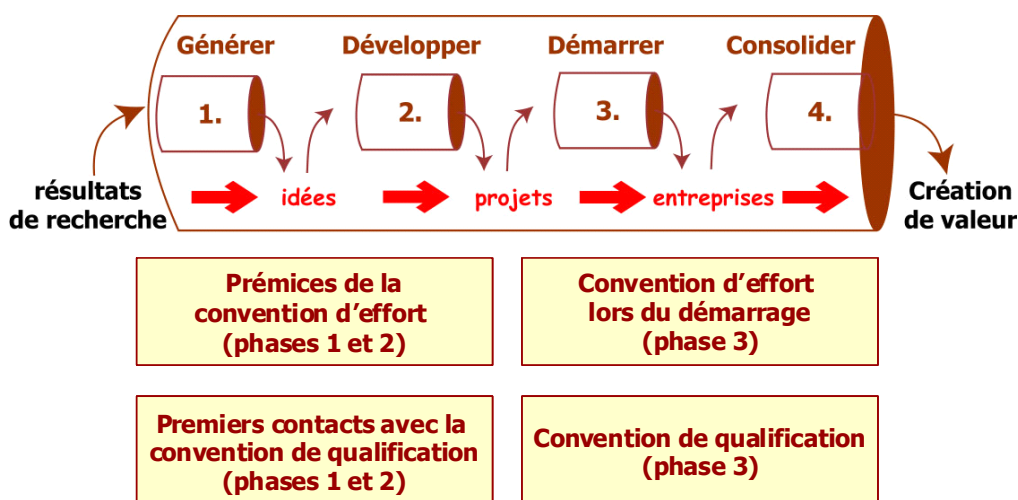 Générer Développer Démarrer Consolider
1. 2. 3. 4.
résultats
de recherche
idées projets entreprises
Création
de valeur
Prémices de la
convention d’effort
(phases 1 et 2)
Convention d’effort
lors du démarrage
(phase 3)
Premiers contacts avec la
convention de qualification
(phases 1 et 2)
Convention de qualification
(phase 3)